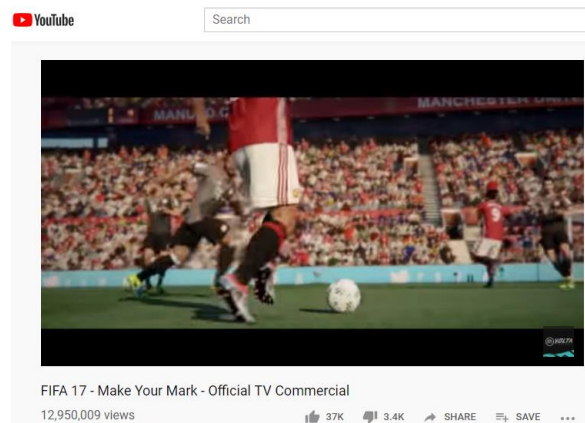 YouTube
Search
MANCHESTER
9
FIFA 17 - Make Your Mark - Official TV Commercial
12,950,009 views
37K
3.4K
SHARE
SAVE